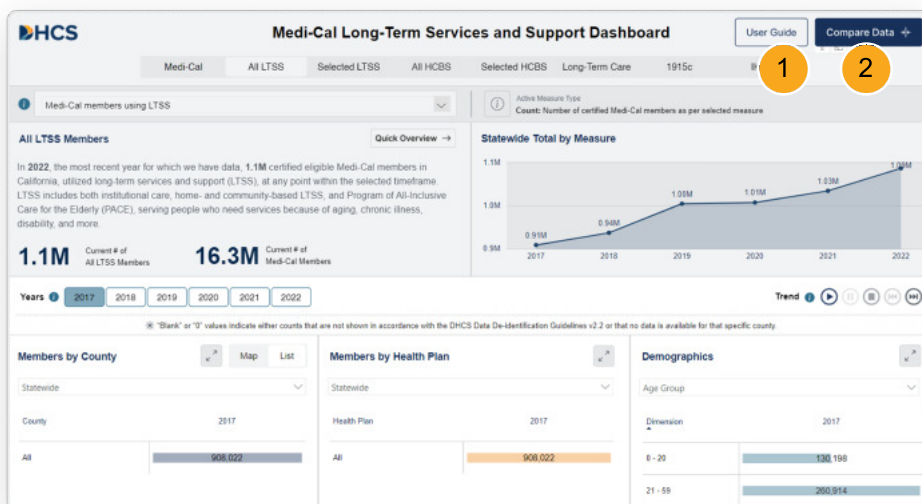 DHCS
Medi-Cal Long-Term Services and Support Dashboard
User Guide
Compare Data
1
2
Medi-Cal
All LTSS
Selected LTSS
All HCBS
Selected HCBS
Long-Term Care
1915c
Medi-Cal members using LTSS
Active Measure Type
Count: Number of certified Medi-Cal members as per selected measure
All LTSS Members
Quick Overview →
In 2022, the most recent year for which we have data, 1.1M certified eligible Medi-Cal members in
California, utilized long-term services and support (LTSS), at any point within the selected timeframe.
LTSS includes both institutional care, home- and community-based LTSS, and Program of All-Inclusive
Care for the Elderly (PACE), serving people who need services because of aging, chronic illness,
disability, and more.
1.1M
Current # of
All LTSS Members
16.3M
Current # of
Medi-Cal Members
Statewide Total by Measure
1.1M
1.0M
0.9M
0.91M
0.94M
1.00M
1.01M
1.03M
1.09M
2017
2018
2019
2020
2021
2022
Years
2017
2018
2019
2020
2021
2022
Trend
"Blank" or "0" values indicate either counts that are not shown in accordance with the DHCS Data De-identification Guidelines v2.2 or that no data is available for that specific county.
Members by County
Map
List
Statewide
County
2017
All
908,022
Members by Health Plan
Statewide
Health Plan
2017
All
908,022
Demographics
Age Group
Dimension
2017
0 - 20
130,198
21 - 59
260,914